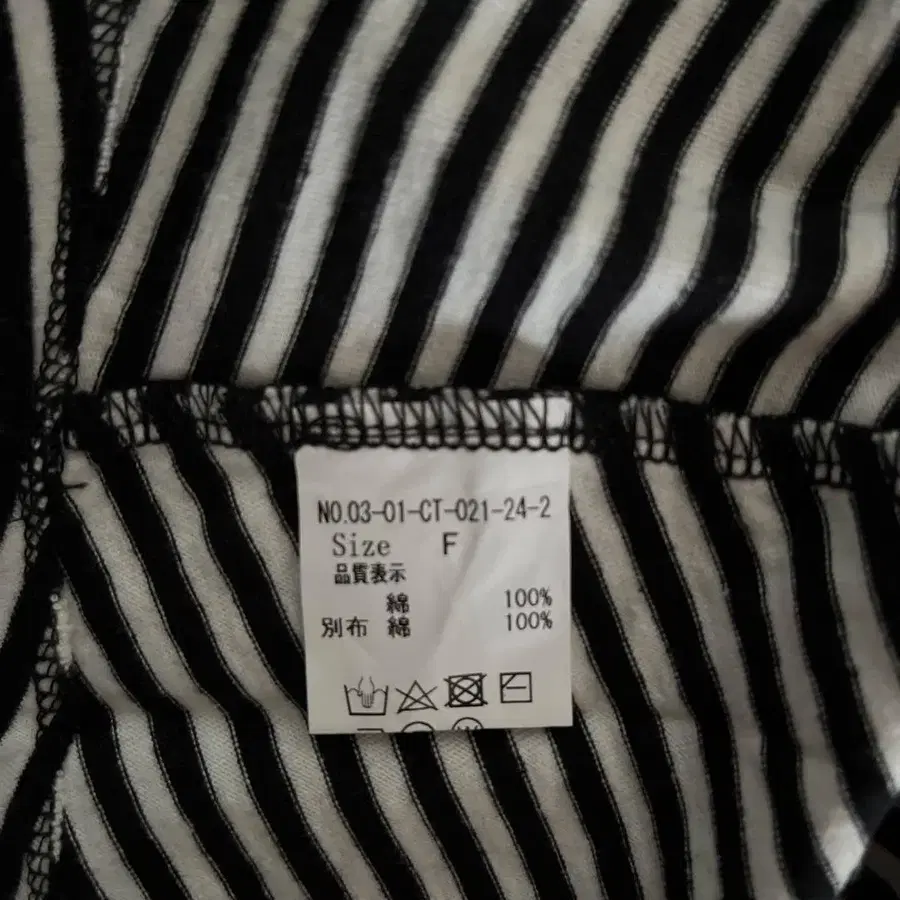 NO.03-01-CT-021-24-2
Size F
品質表示
綿 100%
別布 綿 100%